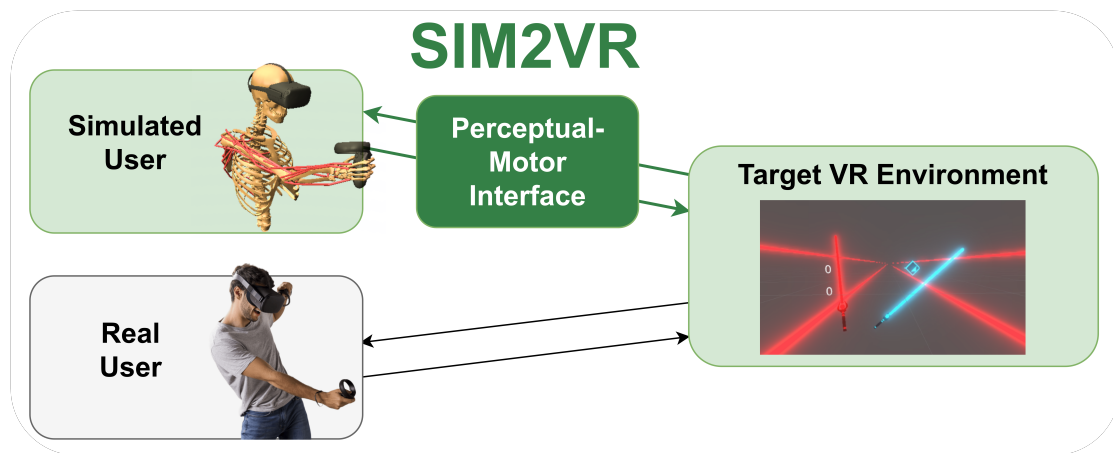 SIM2VR
Simulated
User
Perceptual-
Motor
Interface
Target VR Environment
0
0
Real
User